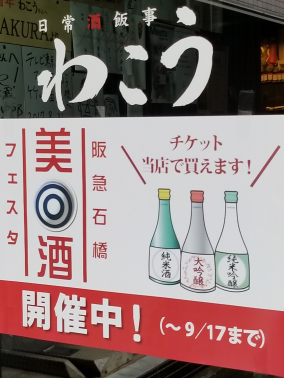 日常酒飯事
わこう
AKURA
阪急石橋
美酒
フェスタ
チケット
当店で買えます!
純米酒
大吟醸
純米吟醸
開催中! (～9/17まで)